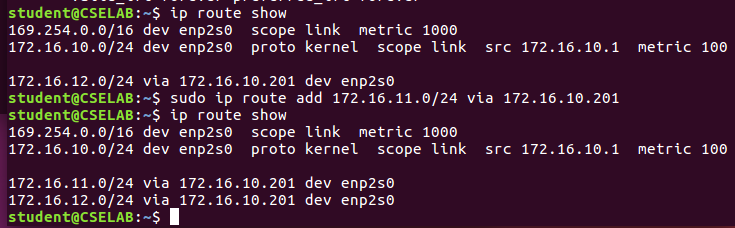 student@CSELAB:~$ ip route show
169.254.0.0/16 dev enp2s0  scope link  metric 1000
172.16.10.0/24 dev enp2s0  proto kernel  scope link  src 172.16.10.1  metric 100
172.16.12.0/24 via 172.16.10.201 dev enp2s0
student@CSELAB:~$ sudo ip route add 172.16.11.0/24 via 172.16.10.201
student@CSELAB:~$ ip route show
169.254.0.0/16 dev enp2s0  scope link  metric 1000
172.16.10.0/24 dev enp2s0  proto kernel  scope link  src 172.16.10.1  metric 100
172.16.11.0/24 via 172.16.10.201 dev enp2s0
172.16.12.0/24 via 172.16.10.201 dev enp2s0
student@CSELAB:~$